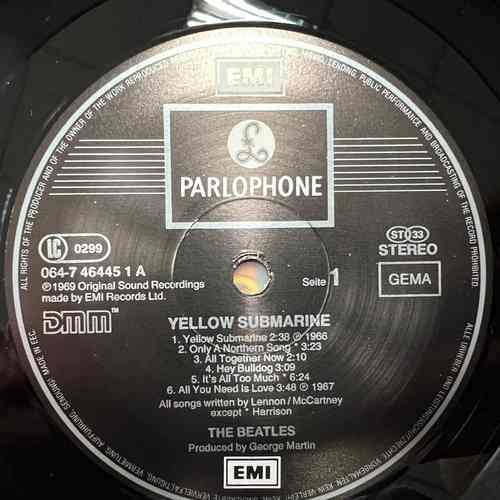 EMI
£
PARLOPHONE
LC 0299
064-7 46445 1 A
℗1969 Original Sound Recordings
made by EMI Records Ltd.
DMM™
Seite 1
ST 33
STEREO
GEMA
YELLOW SUBMARINE
1. Yellow Submarine 2:38 ℗ 1966
2. Only A Northern Song * 3:23
3. All Together Now 2:10
4. Hey Bulldog 3:09
5. It's All Too Much * 6:24
6. All You Need is Love 3:48 ℗ 1967
All songs written by Lennon/McCartney
except * Harrison
THE BEATLES
Produced by George Martin
EMI
ALL RIGHTS OF THE PRODUCER AND OF THE OWNER OF THE WORK REPRODUCED
LENDING, PUBLIC PERFORMANCE AND BROADCASTING OF THE RECORD PROHIBITED.
MADE IN EEC.